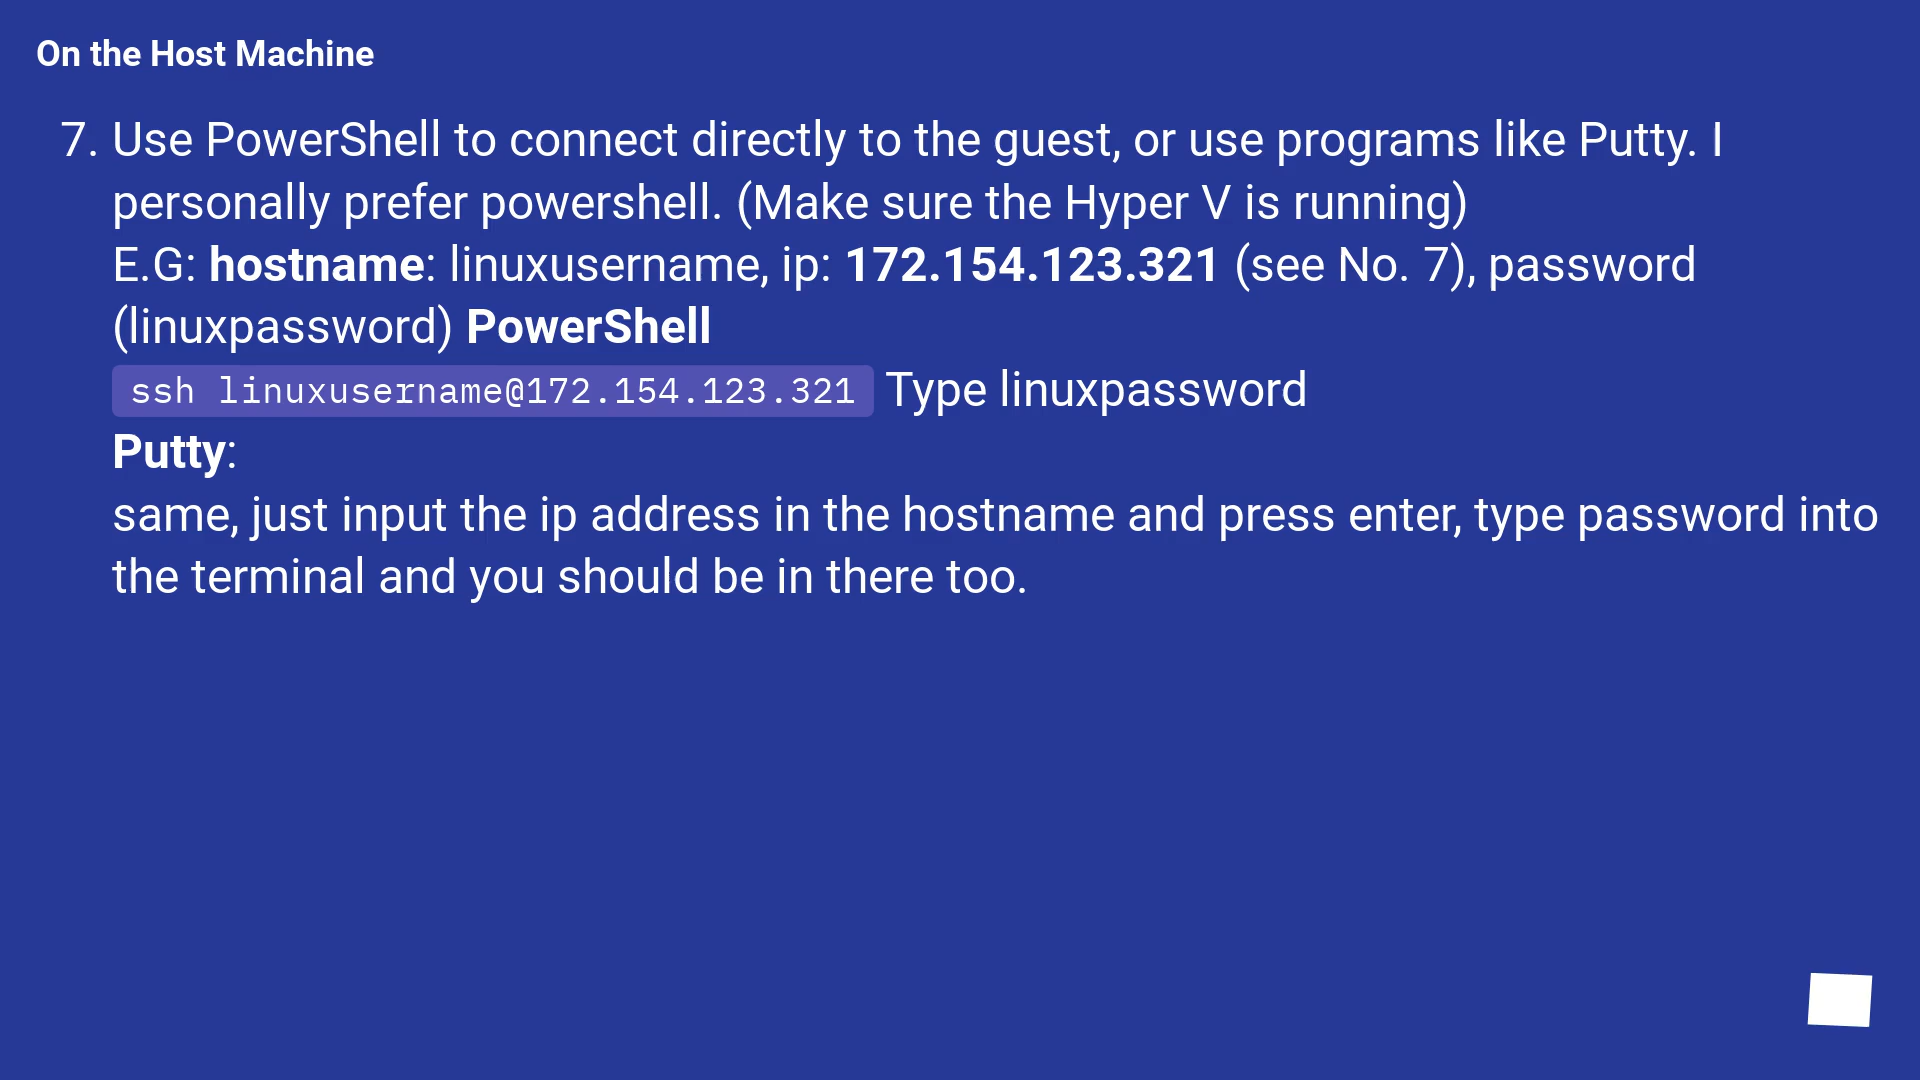 On the Host Machine
7. Use PowerShell to connect directly to the guest, or use programs like Putty. I
personally prefer powershell. (Make sure the Hyper V is running)
E.G: hostname: linuxusername, ip: 172.154.123.321 (see No. 7), password
(linuxpassword) PowerShell
ssh linuxusername@172.154.123.321 Type linuxpassword
Putty:
same, just input the ip address in the hostname and press enter, type password into
the terminal and you should be in there too.